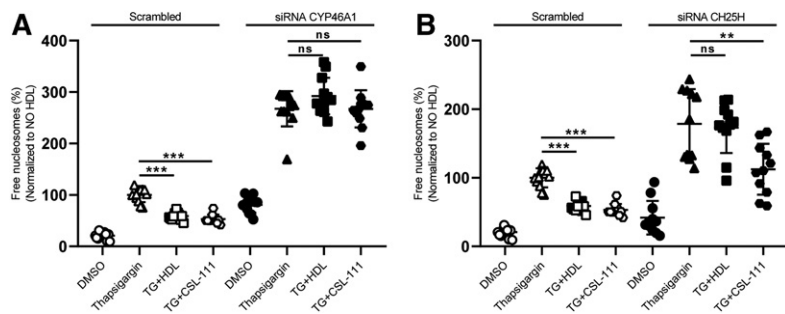 A
Scrambled
siRNA CYP46A1
Free nucleosomes (%)
(Normalized to NO HDL)
400
300
200
100
0
***
***
ns
ns
DMSO
Thapsigargin
TG+HDL
TG+CSL-111
DMSO
Thapsigargin
TG+HDL
TG+CSL-111
B
Scrambled
siRNA CH25H
Free nucleosomes (%)
(Normalized to NO HDL)
300
200
100
0
***
***
**
ns
DMSO
Thapsigargin
TG+HDL
TG+CSL-111
DMSO
Thapsigargin
TG+HDL
TG+CSL-111